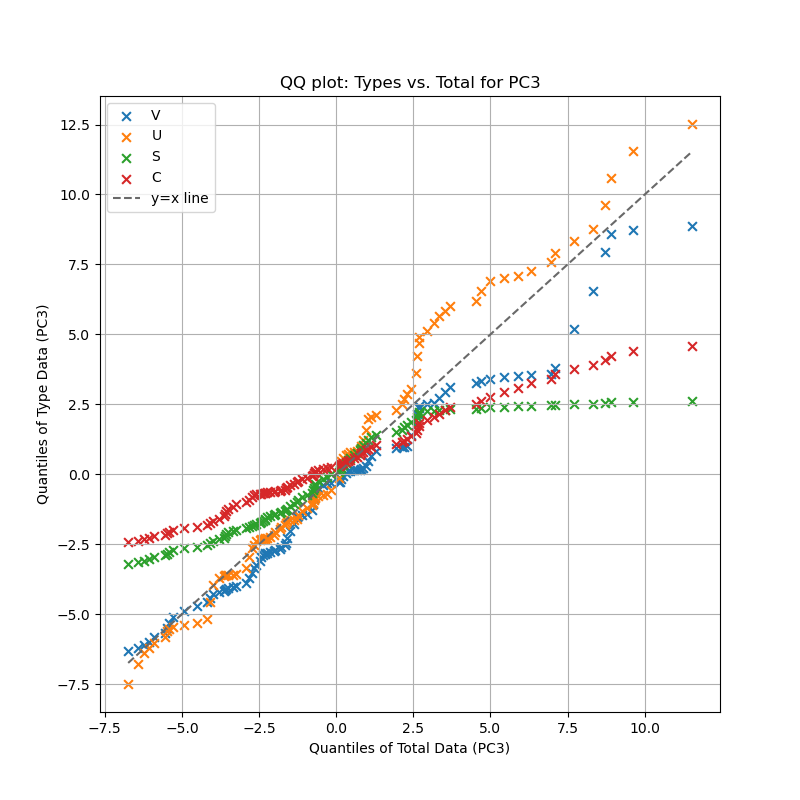 QQ plot: Types vs. Total for PC3
V
U
S
C
y=x line
12.5
10.0
7.5
5.0
2.5
0.0
−2.5
−5.0
−7.5
Quantiles of Type Data (PC3)
−7.5 −5.0 −2.5 0.0 2.5 5.0 7.5 10.0
Quantiles of Total Data (PC3)